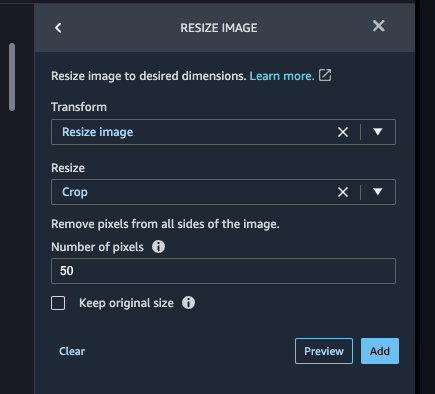 RESIZE IMAGE
Resize image to desired dimensions. Learn more.
Transform
Resize image
Resize
Crop
Remove pixels from all sides of the image.
Number of pixels
50
Keep original size
Clear
Preview
Add